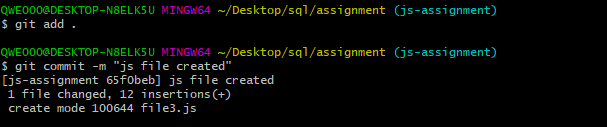 QWEOOO@DESKTOP-N8ELK5U MINGW64 ~/Desktop/sql/assignment (js-assignment)
$ git add .
QWEOOO@DESKTOP-N8ELK5U MINGW64 ~/Desktop/sql/assignment (js-assignment)
$ git commit -m "js file created"
[js-assignment 65f0beb] js file created
 1 file changed, 12 insertions(+)
 create mode 100644 file3.js